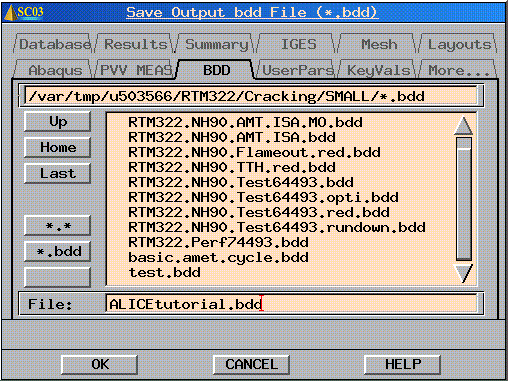 SC03 Save Output bdd File (*.bdd)
Database Results. Summary IGES Mesh Layouts
Abaqus PVV MEAS BDD UserPars KeyVals More...
/var/tmp/u503566/RTM322/Cracking/SMALL/*.bdd
Up
Home
Last
*.*
*.bdd
RTM322.NH90.AMT.ISA.MO.bdd
RTM322.NH90.AMT.ISA.bdd
RTM322.NH90.Flameout.red.bdd
RTM322.NH90.TTH.red.bdd
RTM322.NH90.Test64493.bdd
RTM322.NH90.Test64493.opti.bdd
RTM322.NH90.Test64493.red.bdd
RTM322.NH90.Test64493.rundown.bdd
RTM322.Perf74493.bdd
basic.amet.cycle.bdd
test.bdd
File: ALICEtutorial.bdd
OK CANCEL HELP